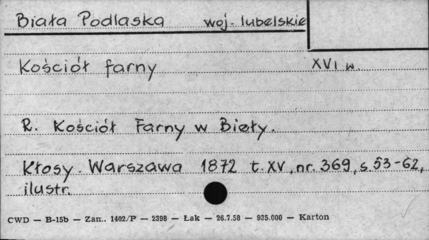 Biała Podlaska woj. lubelskie
Kościół farny XVI w.
R. Kościół Farny w Biały.
Kłosy. Warszawa 1872 t. XV, nr. 369, s. 53-62,
ilustr.
CWD — B-15b — Zam. 1402/P — 2398 — Łak — 26.7.58 — 935.000 — Karton